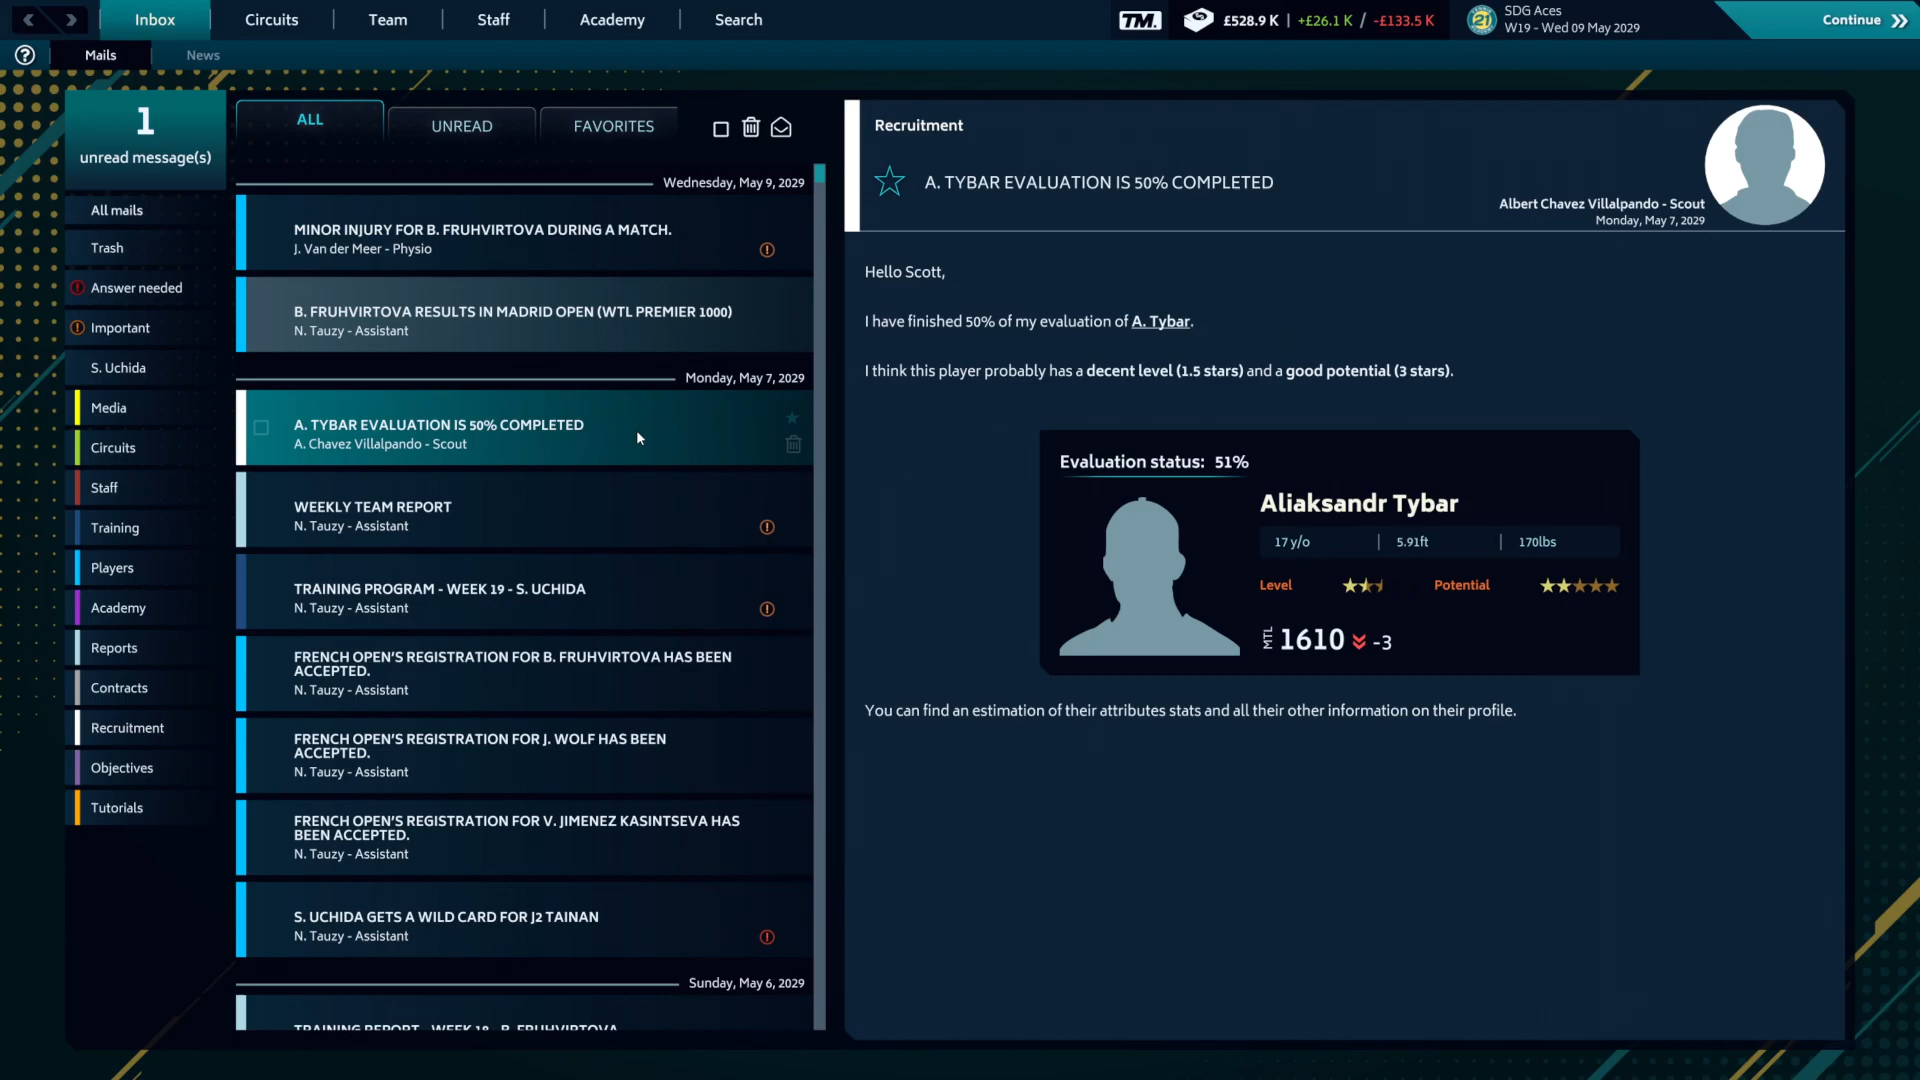 Inbox
Circuits
Team
Staff
Academy
Search
TM.
£528.9 K | +£26.1 K / -£133.5 K
21
SDG Aces
W19 - Wed 09 May 2029
Continue
Mails
News
1
unread message(s)
All mails
Trash
Answer needed
Important
S. Uchida
Media
Circuits
Staff
Training
Players
Academy
Reports
Contracts
Recruitment
Objectives
Tutorials
ALL
UNREAD
FAVORITES
Wednesday, May 9, 2029
MINOR INJURY FOR B. FRUHVIRTOVA DURING A MATCH.
J. Van der Meer - Physio
B. FRUHVIRTOVA RESULTS IN MADRID OPEN (WTL PREMIER 1000)
N. Tauzy - Assistant
Monday, May 7, 2029
A. TYBAR EVALUATION IS 50% COMPLETED
A. Chavez Villalpando - Scout
WEEKLY TEAM REPORT
N. Tauzy - Assistant
TRAINING PROGRAM - WEEK 19 - S. UCHIDA
N. Tauzy - Assistant
FRENCH OPEN'S REGISTRATION FOR B. FRUHVIRTOVA HAS BEEN
ACCEPTED.
N. Tauzy - Assistant
FRENCH OPEN'S REGISTRATION FOR J. WOLF HAS BEEN
ACCEPTED.
N. Tauzy - Assistant
FRENCH OPEN'S REGISTRATION FOR V. JIMENEZ KASINTSEVA HAS
BEEN ACCEPTED.
N. Tauzy - Assistant
S. UCHIDA GETS A WILD CARD FOR J2 TAINAN
N. Tauzy - Assistant
Sunday, May 6, 2029
TRAINING REPORT - WEEK 18 - B. FRUHVIRTOVA
Recruitment
A. TYBAR EVALUATION IS 50% COMPLETED
Albert Chavez Villalpando - Scout
Monday, May 7, 2029
Hello Scott,
I have finished 50% of my evaluation of A. Tybar.
I think this player probably has a decent level (1.5 stars) and a good potential (3 stars).
Evaluation status: 51%
Aliaksandr Tybar
17 y/o | 5.91ft | 170lbs
Level
Potential
MTL 1610 -3
You can find an estimation of their attributes stats and all their other information on their profile.